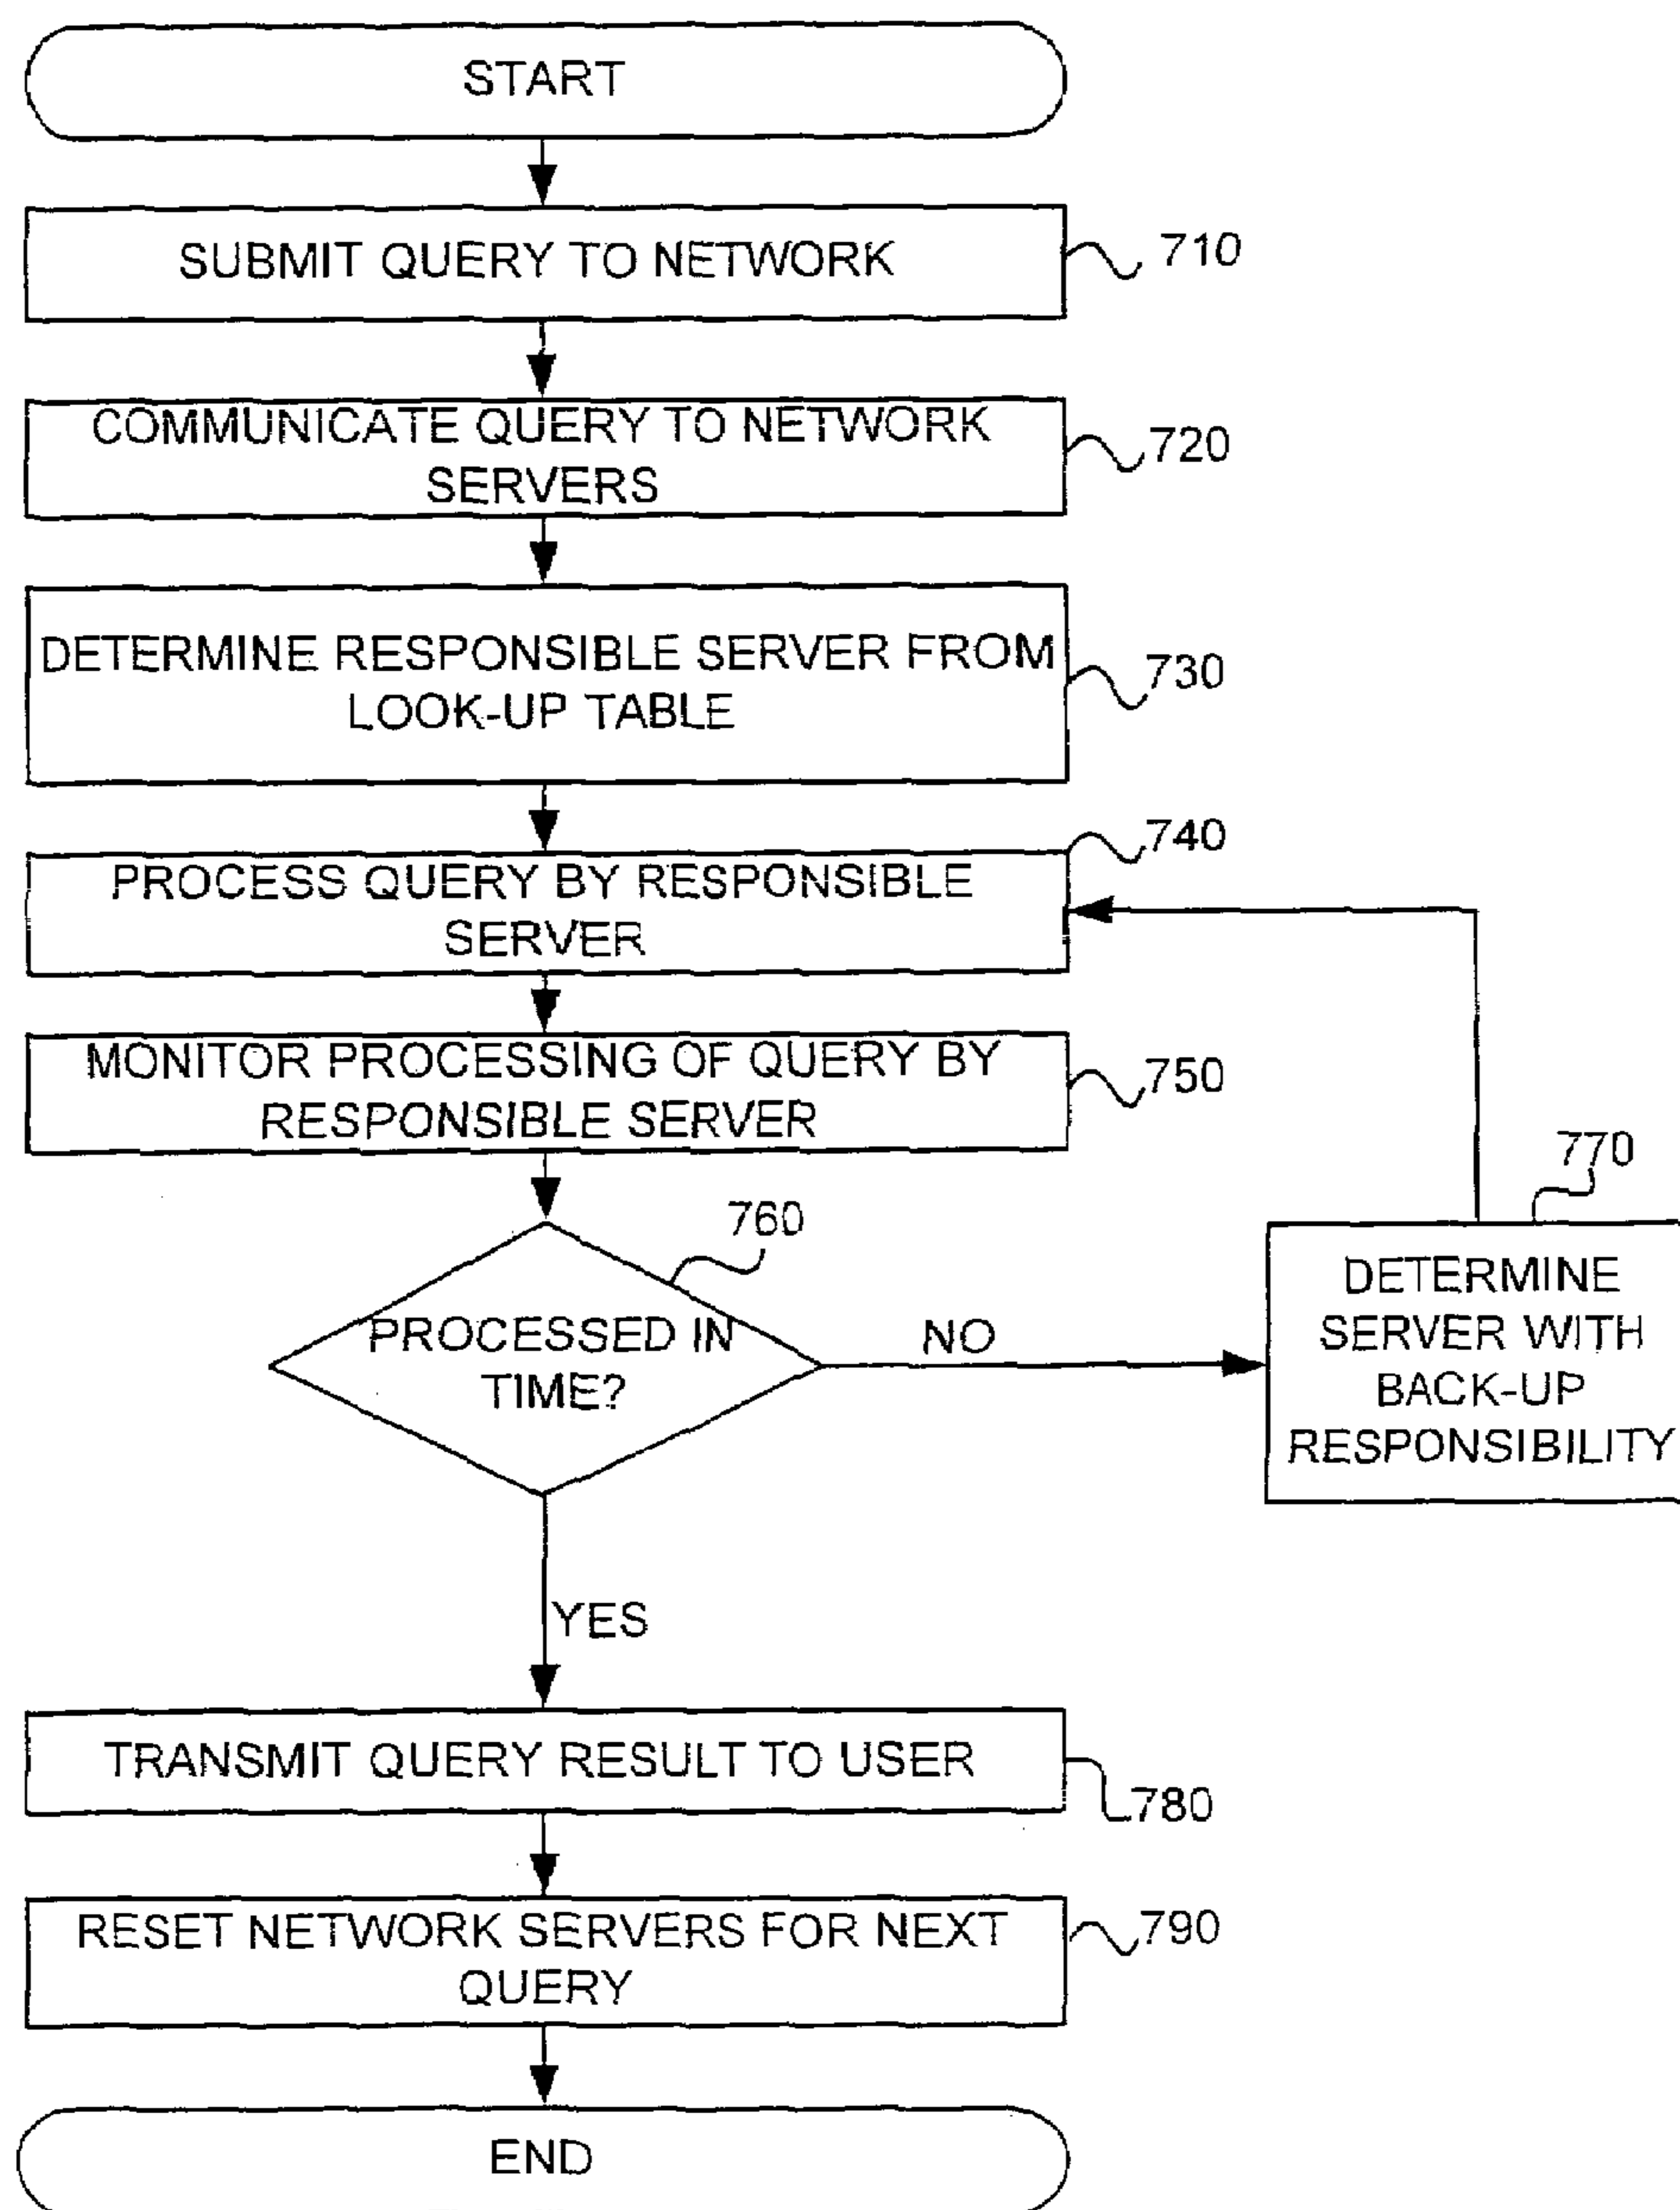 START
SUBMIT QUERY TO NETWORK
710
COMMUNICATE QUERY TO NETWORK
SERVERS
720
DETERMINE RESPONSIBLE SERVER FROM
LOOK-UP TABLE
730
PROCESS QUERY BY RESPONSIBLE
SERVER
740
MONITOR PROCESSING OF QUERY BY
RESPONSIBLE SERVER
750
760
PROCESSED IN
TIME?
NO
770
DETERMINE
SERVER WITH
BACK-UP
RESPONSIBILITY
YES
TRANSMIT QUERY RESULT TO USER
780
RESET NETWORK SERVERS FOR NEXT
QUERY
790
END